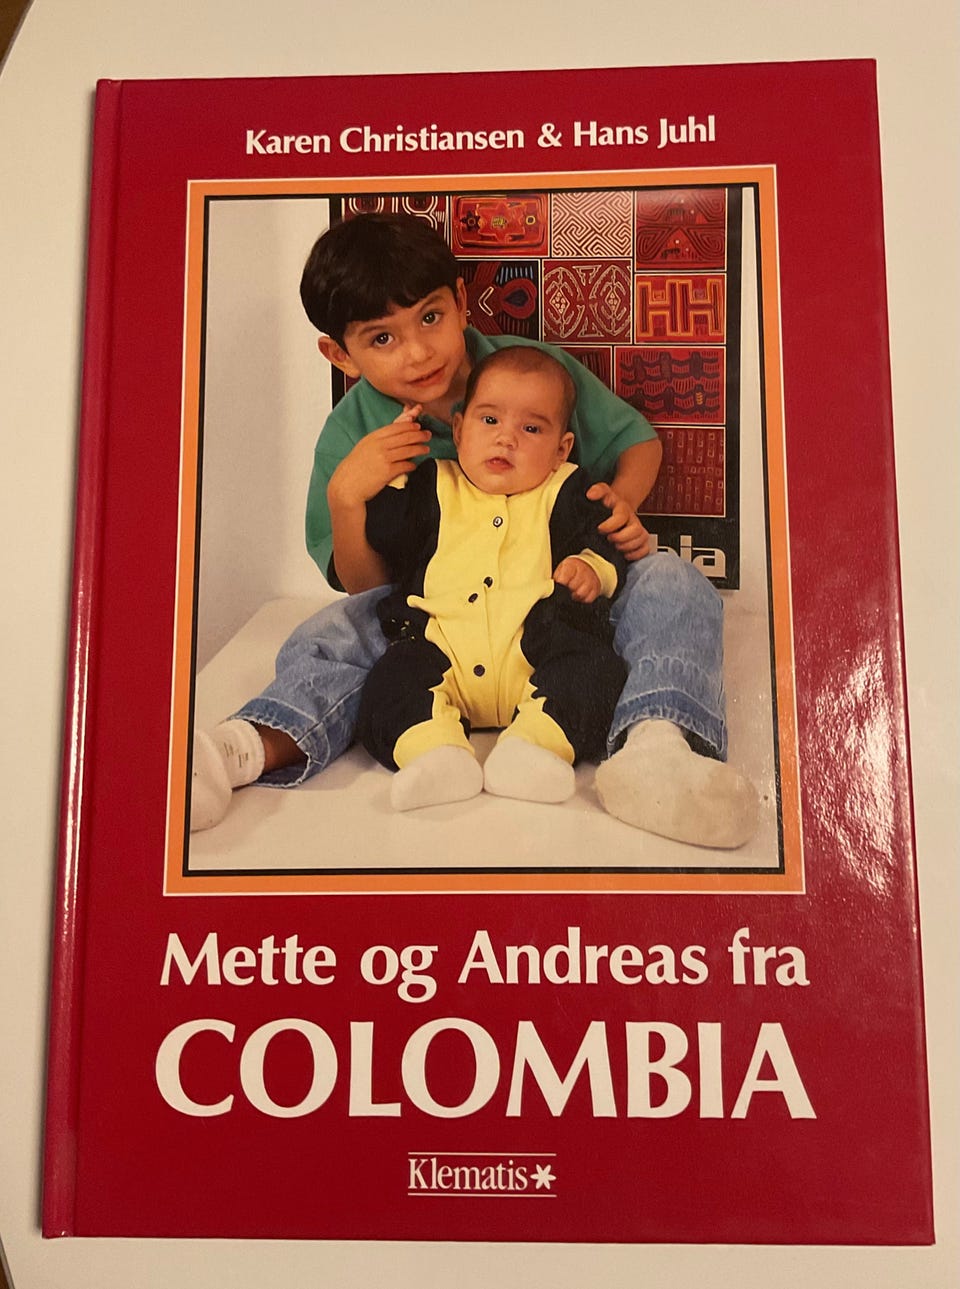 Karen Christiansen & Hans Juhl
Mette og Andreas fra
COLOMBIA
Klematis